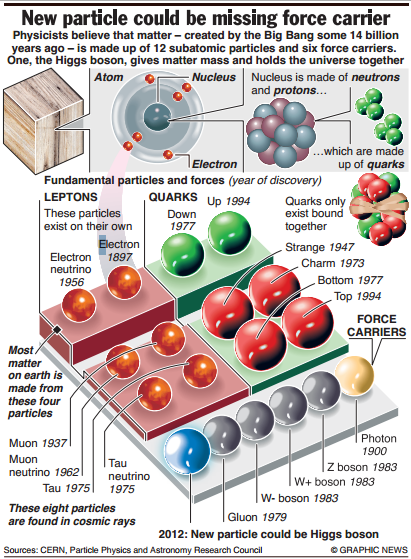 New particle could be missing force carrier
Physicists believe that matter – created by the Big Bang some 14 billion
years ago – is made up of 12 subatomic particles and six force carriers.
One, the Higgs boson, gives matter mass and holds the universe together
Atom
Nucleus
Electron
Nucleus is made of neutrons
and protons…
…which are made
up of quarks
Fundamental particles and forces (year of discovery)
LEPTONS
These particles
exist on their own
Electron
1897
Electron
neutrino
1956
QUARKS
Down
1977
Up 1994
Quarks only
exist bound
together
Strange 1947
Charm 1973
Bottom 1977
Top 1994
FORCE
CARRIERS
Most
matter
on earth is
made from
these four
particles
Muon 1937
Muon
neutrino 1962
Tau 1975
Tau
neutrino
1975
These eight particles
are found in cosmic rays
Photon
1900
Z boson 1983
W+ boson 1983
W- boson 1983
Gluon 1979
2012: New particle could be Higgs boson
Sources: CERN, Particle Physics and Astronomy Research Council
© GRAPHIC NEWS